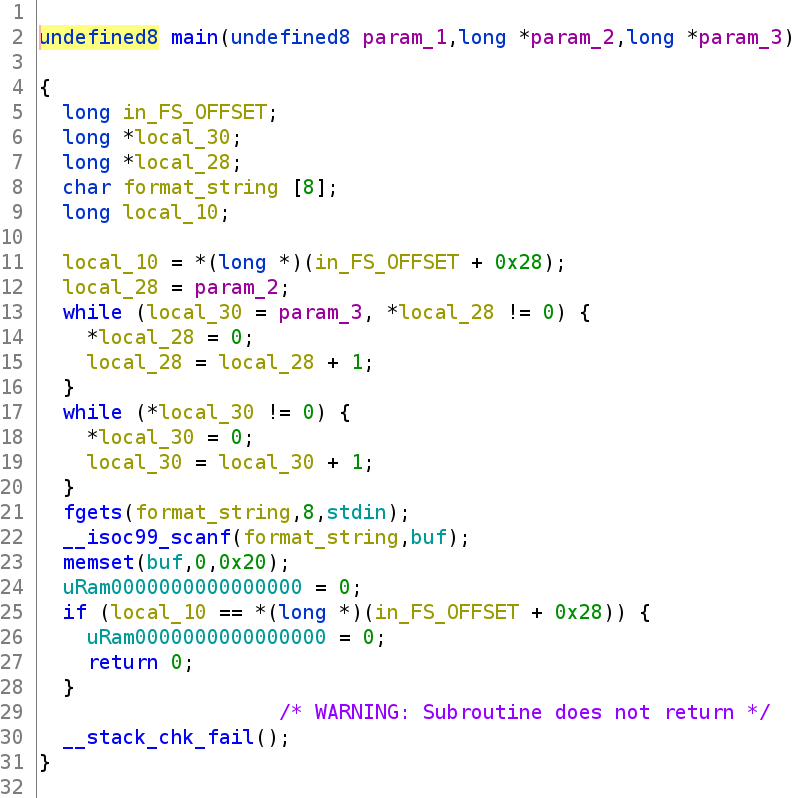 1
2 undefined8 main(undefined8 param_1,long *param_2,long *param_3)
3
4 {
5   long in_FS_OFFSET;
6   long *local_30;
7   long *local_28;
8   char format_string [8];
9   long local_10;
10
11   local_10 = *(long *)(in_FS_OFFSET + 0x28);
12   local_28 = param_2;
13   while (local_30 = param_3, *local_28 != 0) {
14     *local_28 = 0;
15     local_28 = local_28 + 1;
16   }
17   while (*local_30 != 0) {
18     *local_30 = 0;
19     local_30 = local_30 + 1;
20   }
21   fgets(format_string,8,stdin);
22   __isoc99_scanf(format_string,buf);
23   memset(buf,0,0x20);
24   uRam0000000000000000 = 0;
25   if (local_10 == *(long *)(in_FS_OFFSET + 0x28)) {
26     uRam0000000000000000 = 0;
27     return 0;
28   }
29                     /* WARNING: Subroutine does not return */
30   __stack_chk_fail();
31 }
32